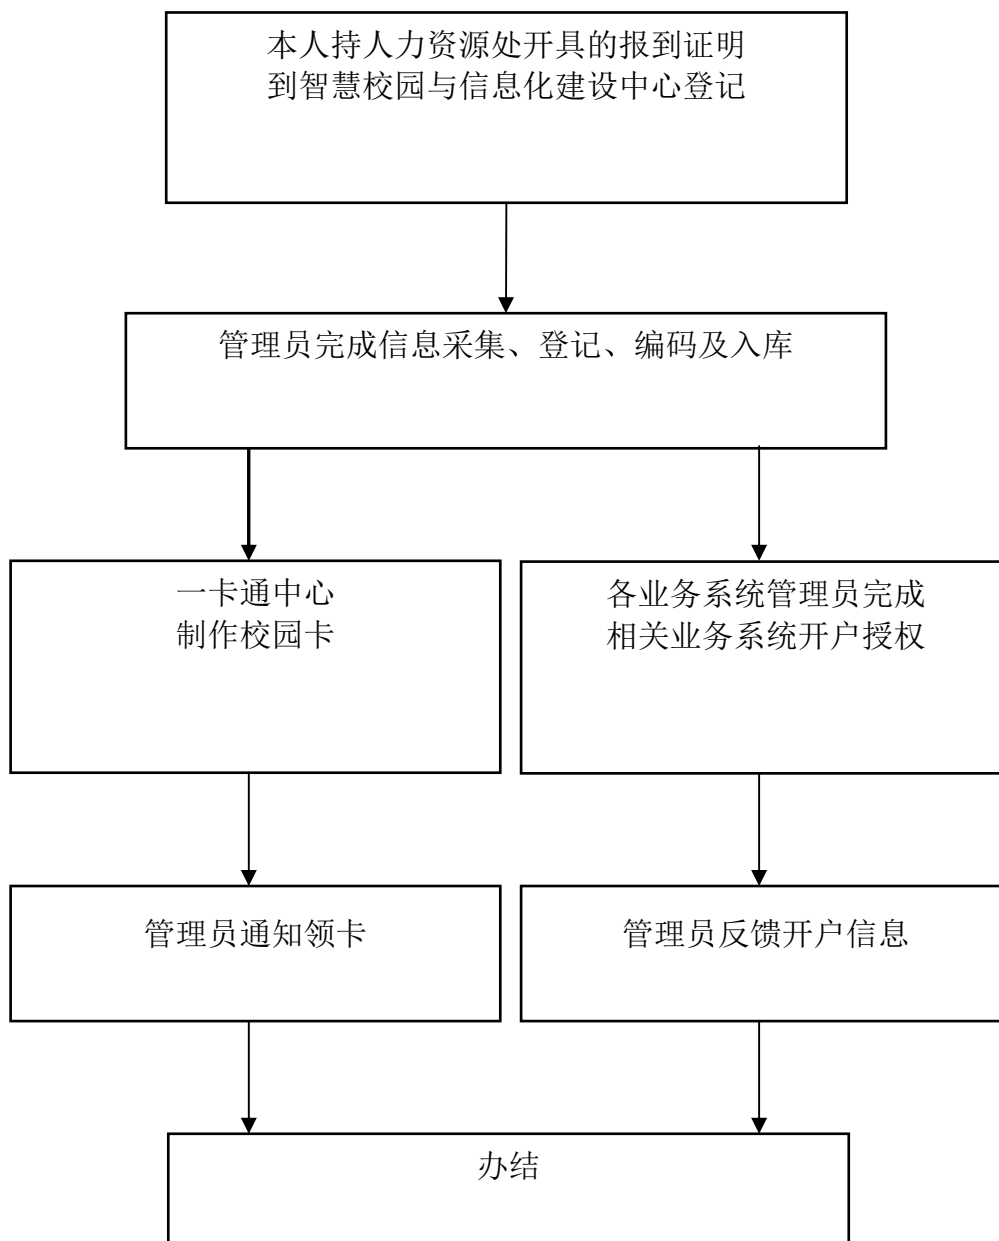 本人持人力资源处开具的报到证明
到智慧校园与信息化建设中心登记
管理员完成信息采集、登记、编码及入库
一卡通中心
制作校园卡
各业务系统管理员完成
相关业务系统开户授权
管理员通知领卡
管理员反馈开户信息
办结